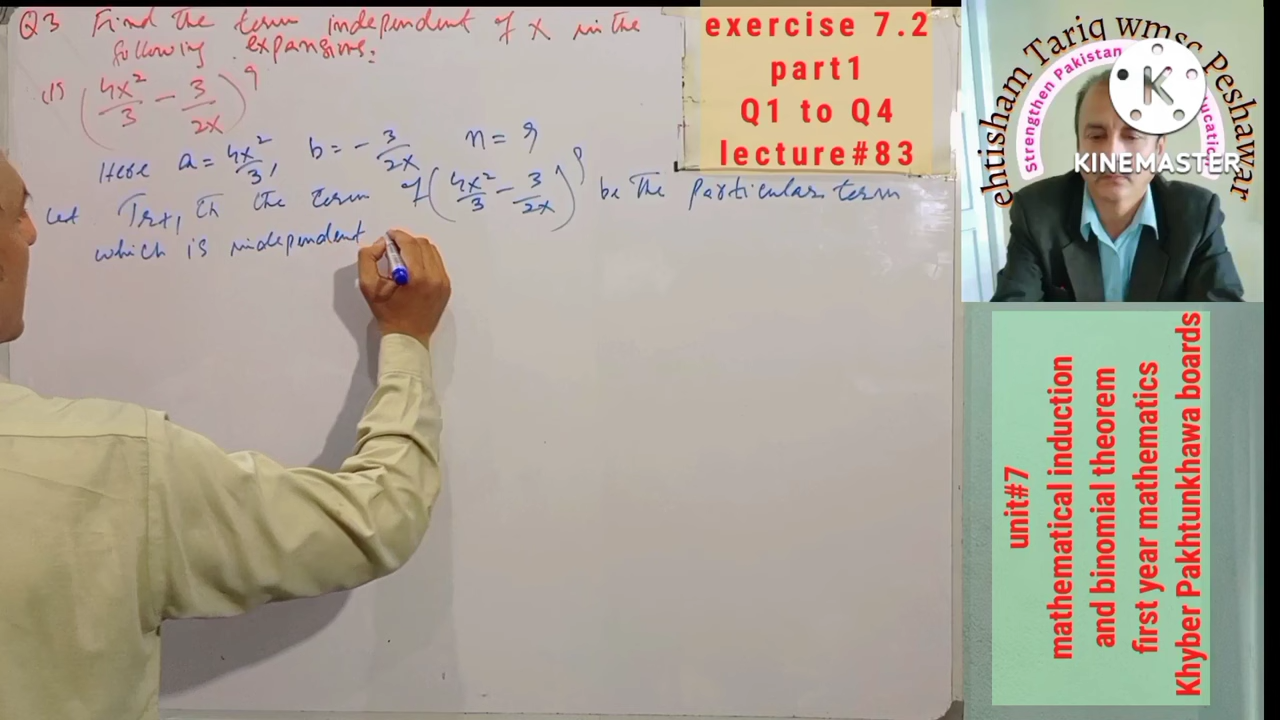 Q3 Find the term independent of x in the
following expansions.
(i) (4x²/3 − 3/2x)⁹
Here a = 4x²/3, b = − 3/2x n = 9
Let Tr+1 th the term of (4x²/3 − 3/2x)⁹ be the particular term
which is independent
exercise 7.2
part1
Q1 to Q4
lecture#83
ehtisham Tariq wmsc Peshawar
Strengthen Pakistan
KINEMASTER
unit#7
mathematical induction
and binomial theorem
first year mathematics
Khyber Pakhtunkhawa boards